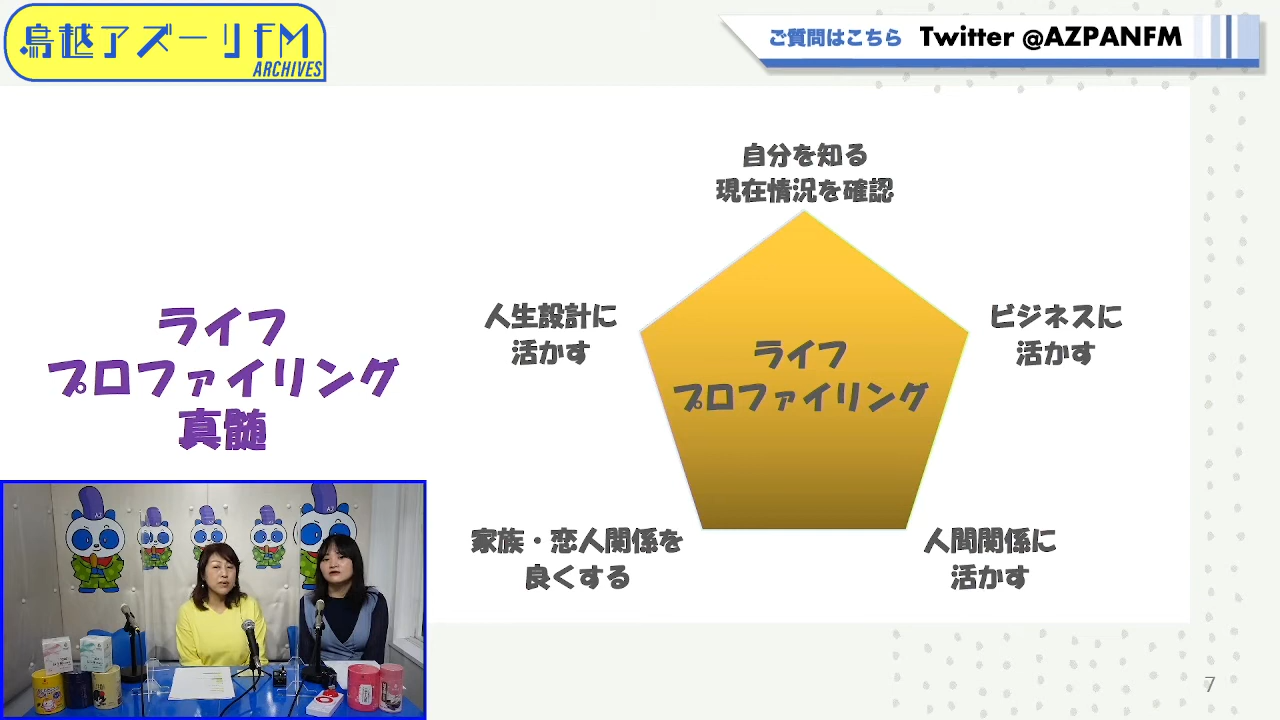 鳥越アズーリFM
ARCHIVES
ご質問はこちら Twitter @AZPANFM
自分を知る
現在情況を確認
人生設計に
活かす
ビジネスに
活かす
ライフ
プロファイリング
ライフ
プロファイリング
真髄
家族・恋人関係を
良くする
人間関係に
活かす
7